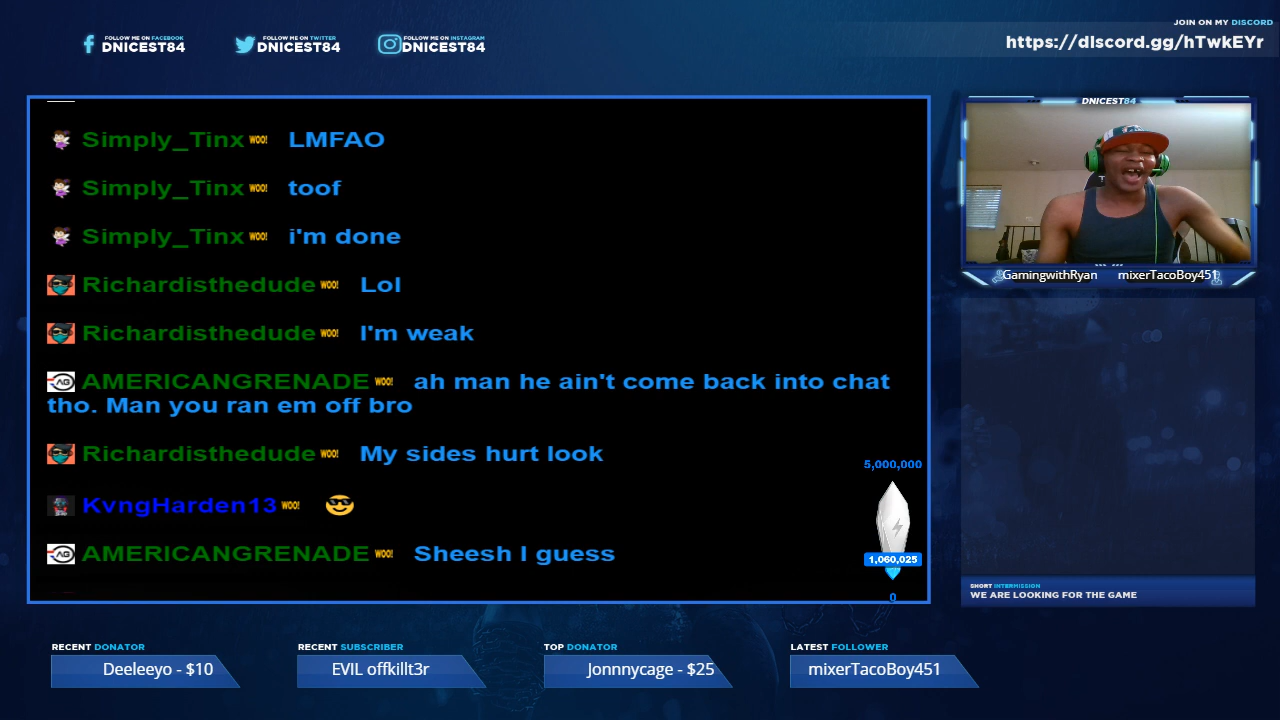 FOLLOW ME ON FACEBOOK
DNICEST84
FOLLOW ME ON TWITTER
DNICEST84
FOLLOW ME ON INSTAGRAM
DNICEST84
JOIN ON MY DISCORD
https://dIscord.gg/hTwkEYr
Simply_Tinx WOO! LMFAO
Simply_Tinx WOO! toof
Simply_Tinx WOO! i'm done
Richardisthedude WOO! Lol
Richardisthedude WOO! I'm weak
AG AMERICANGRENADE WOO! ah man he ain't come back into chat
tho. Man you ran em off bro
Richardisthedude WOO! My sides hurt look
KvngHarden13 WOO! 😎
AG AMERICANGRENADE WOO! Sheesh I guess
5,000,000
1,060,025
0
DNICEST84
GamingwithRyan mixerTacoBoy451
SHORT INTERMISSION
WE ARE LOOKING FOR THE GAME
RECENT DONATOR
Deeleeyo - $10
RECENT SUBSCRIBER
EVIL offkillt3r
TOP DONATOR
Jonnnycage - $25
LATEST FOLLOWER
mixerTacoBoy451